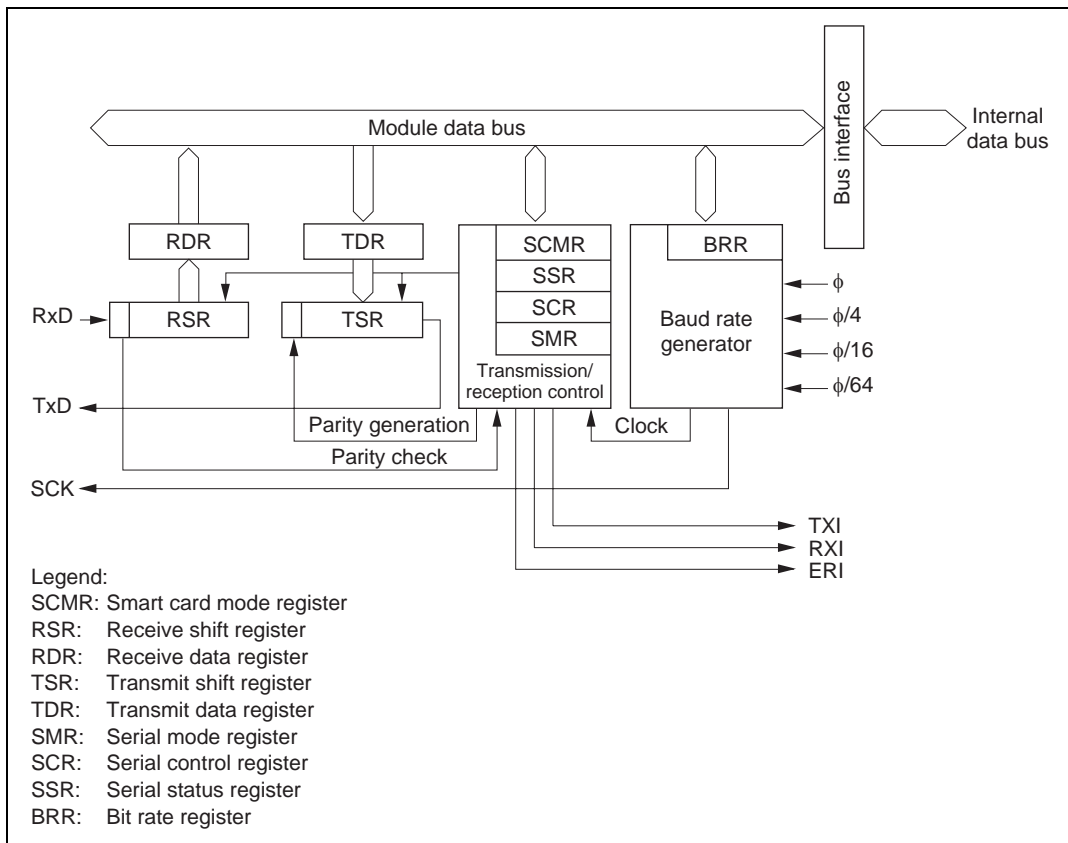 Module data bus
Bus interface
Internal
data bus
RDR
TDR
SCMR
SSR
SCR
SMR
Transmission/
reception control
BRR
Baud rate
generator
φ
φ/4
φ/16
φ/64
RxD
RSR
TSR
TxD
Parity generation
Clock
Parity check
SCK
TXI
RXI
ERI
Legend:
SCMR: Smart card mode register
RSR: Receive shift register
RDR: Receive data register
TSR: Transmit shift register
TDR: Transmit data register
SMR: Serial mode register
SCR: Serial control register
SSR: Serial status register
BRR: Bit rate register